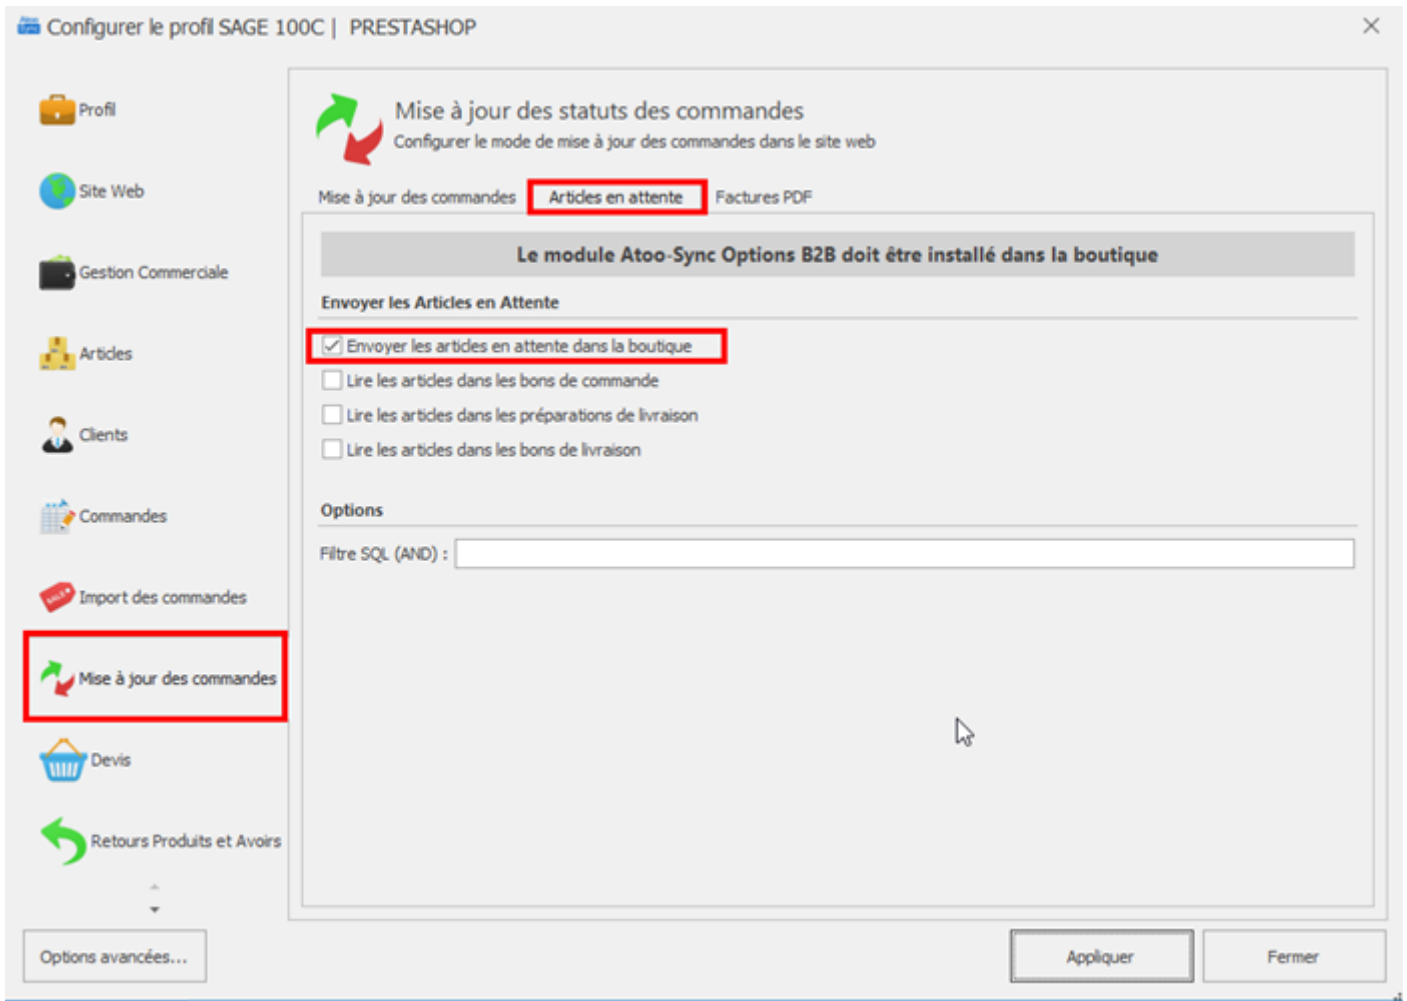 Configurer le profil SAGE 100C | PRESTASHOP
Profil
Site Web
Gestion Commerciale
Articles
Clients
Commandes
Import des commandes
Mise à jour des commandes
Devis
Retours Produits et Avoirs
Options avancées...
Mise à jour des statuts des commandes
Configurer le mode de mise à jour des commandes dans le site web
Mise à jour des commandes Articles en attente Factures PDF
Le module Atoo-Sync Options B2B doit être installé dans la boutique
Envoyer les Articles en Attente
Envoyer les articles en attente dans la boutique
Lire les articles dans les bons de commande
Lire les articles dans les préparations de livraison
Lire les articles dans les bons de livraison
Options
Filtre SQL (AND) :
Appliquer Fermer